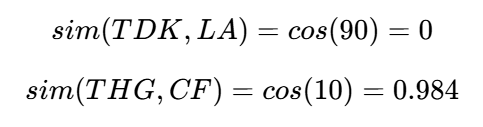 sim(TDK, LA) = cos(90) = 0
sim(THG, CF) = cos(10) = 0.984